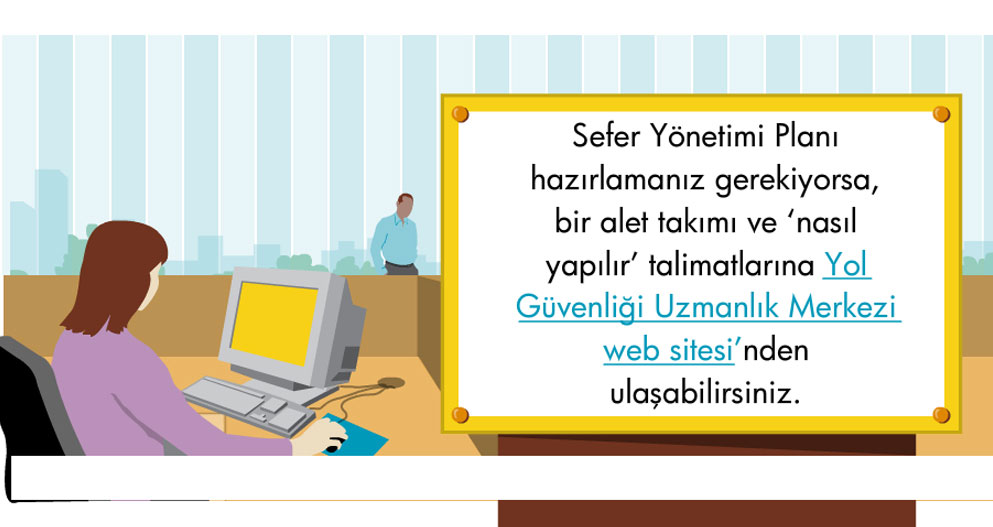 Sefer Yönetimi Planı
hazırlamanız gerekiyorsa,
bir alet takımı ve ‘nasıl
yapılır’ talimatlarına Yol
Güvenliği Uzmanlık Merkezi
web sitesi’nden
ulaşabilirsiniz.